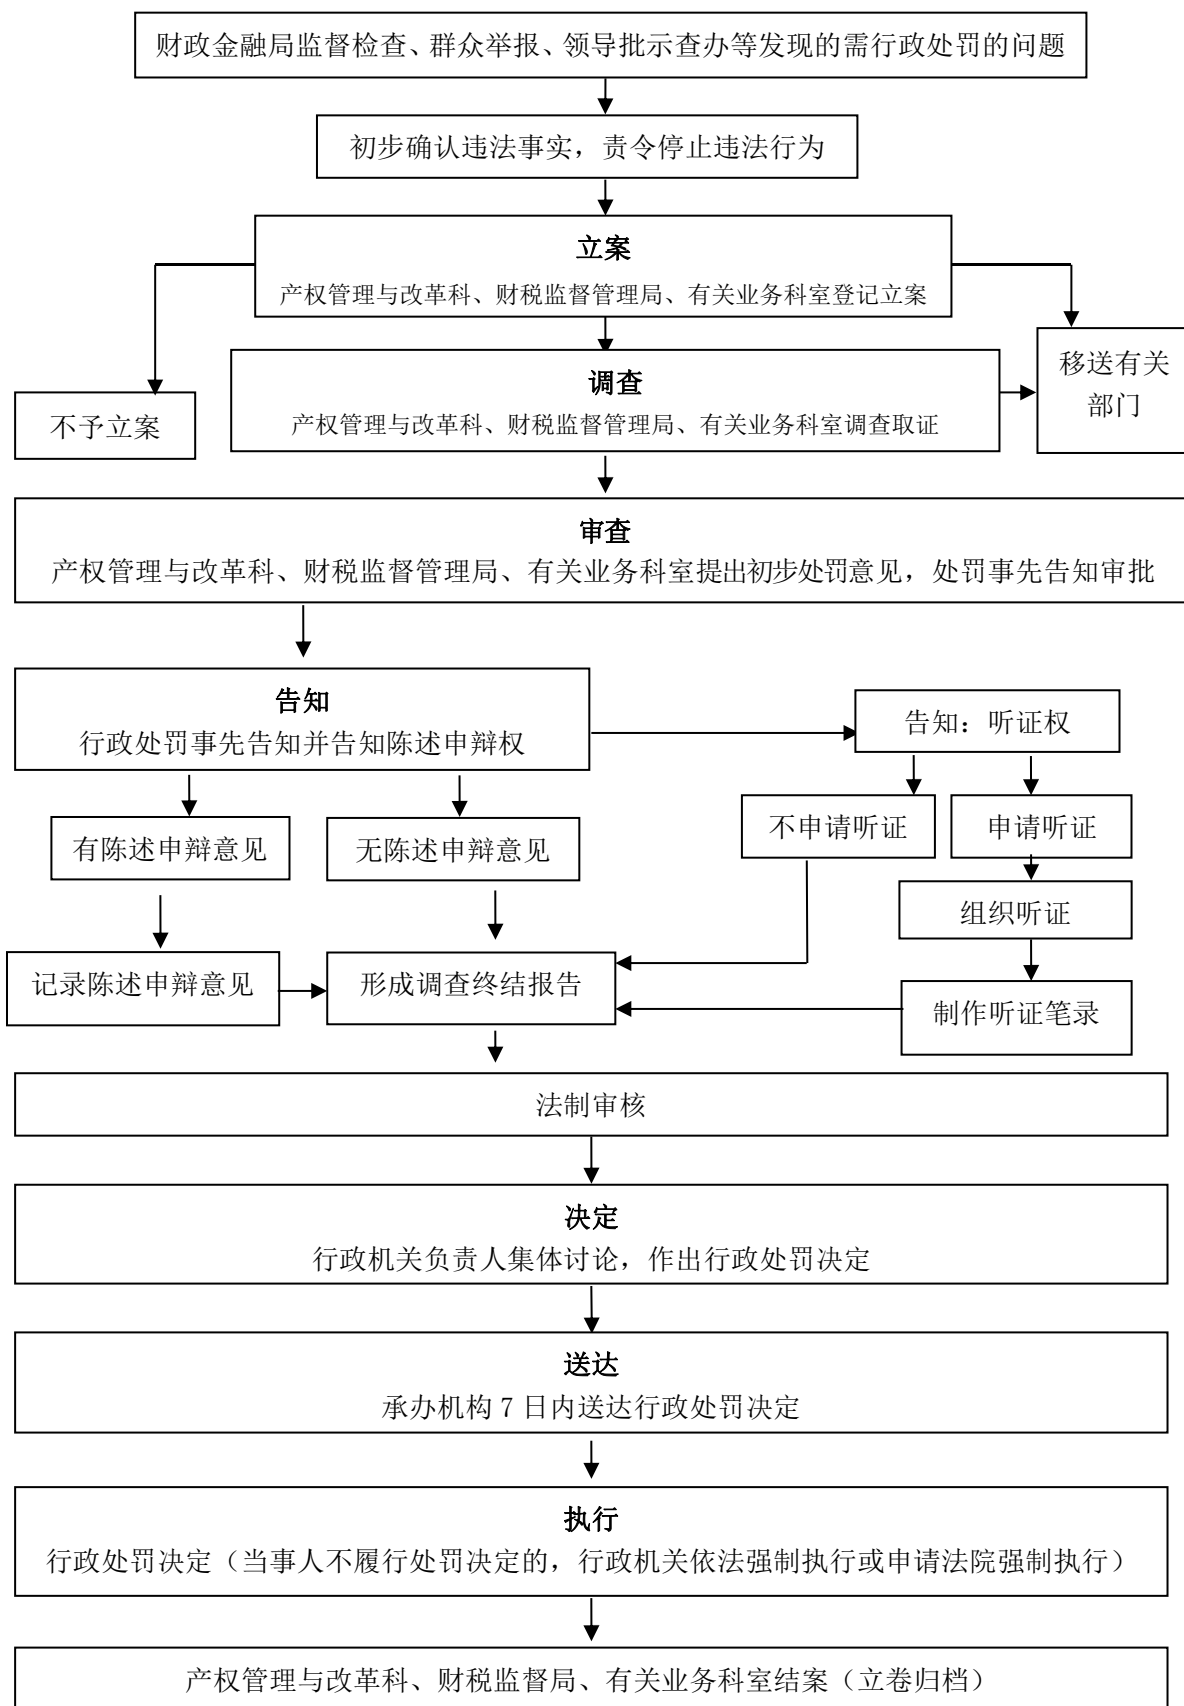 财政金融局监督检查、群众举报、领导批示查办等发现的需行政处罚的问题
初步确认违法事实，责令停止违法行为
立案
产权管理与改革科、财税监督管理局、有关业务科室登记立案
不予立案
调查
产权管理与改革科、财税监督管理局、有关业务科室调查取证
移送有关
部门
审查
产权管理与改革科、财税监督管理局、有关业务科室提出初步处罚意见，处罚事先告知审批
告知
行政处罚事先告知并告知陈述申辩权
告知：听证权
有陈述申辩意见
无陈述申辩意见
不申请听证
申请听证
组织听证
记录陈述申辩意见
形成调查终结报告
制作听证笔录
法制审核
决定
行政机关负责人集体讨论，作出行政处罚决定
送达
承办机构 7 日内送达行政处罚决定
执行
行政处罚决定（当事人不履行处罚决定的，行政机关依法强制执行或申请法院强制执行）
产权管理与改革科、财税监督局、有关业务科室结案（立卷归档）